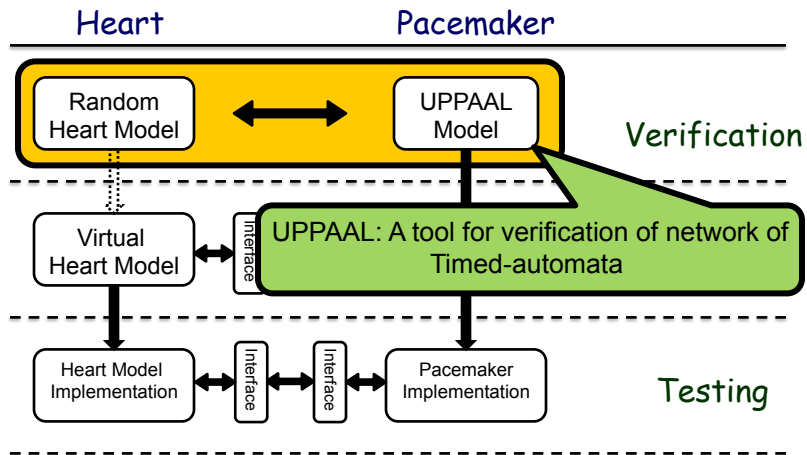 Heart
Pacemaker
Random
Heart Model
UPPAAL
Model
Verification
UPPAAL: A tool for verification of network of
Timed-automata
Virtual
Heart Model
Interface
Heart Model
Implementation
Interface
Interface
Pacemaker
Implementation
Testing